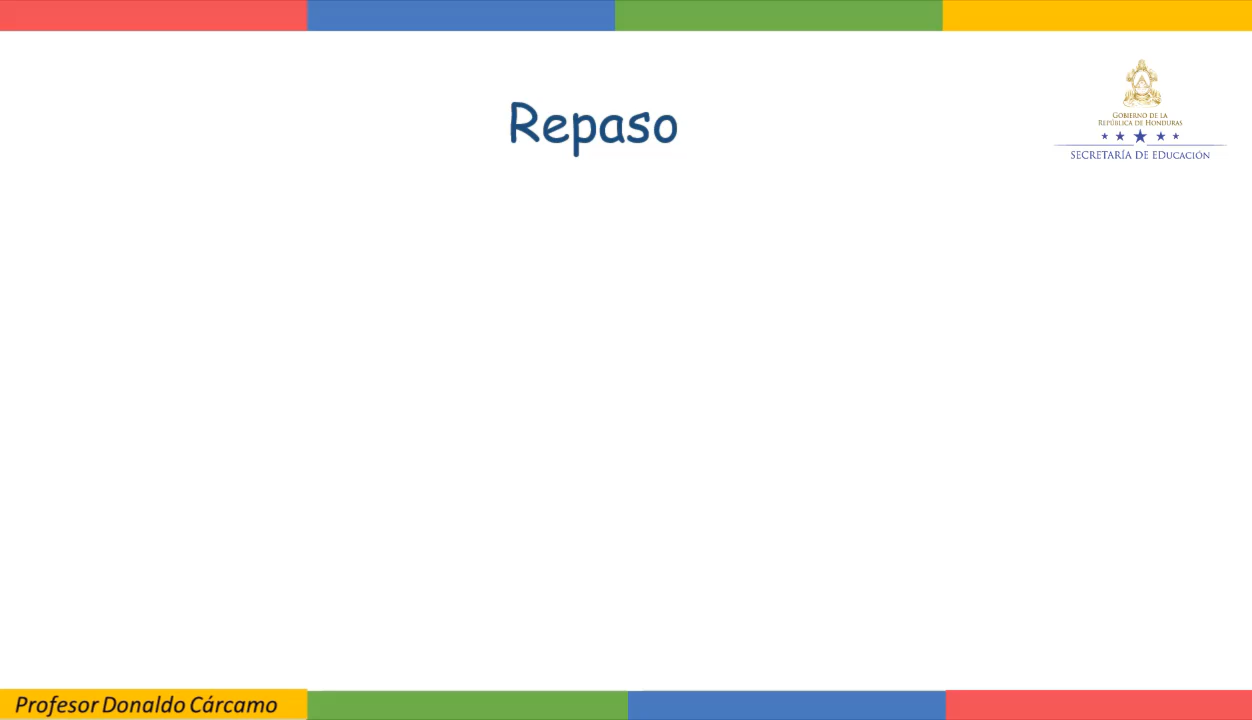 Repaso
GOBIERNO DE LA
REPÚBLICA DE HONDURAS
SECRETARÍA DE EDUCACIÓN
Profesor Donaldo Cárcamo